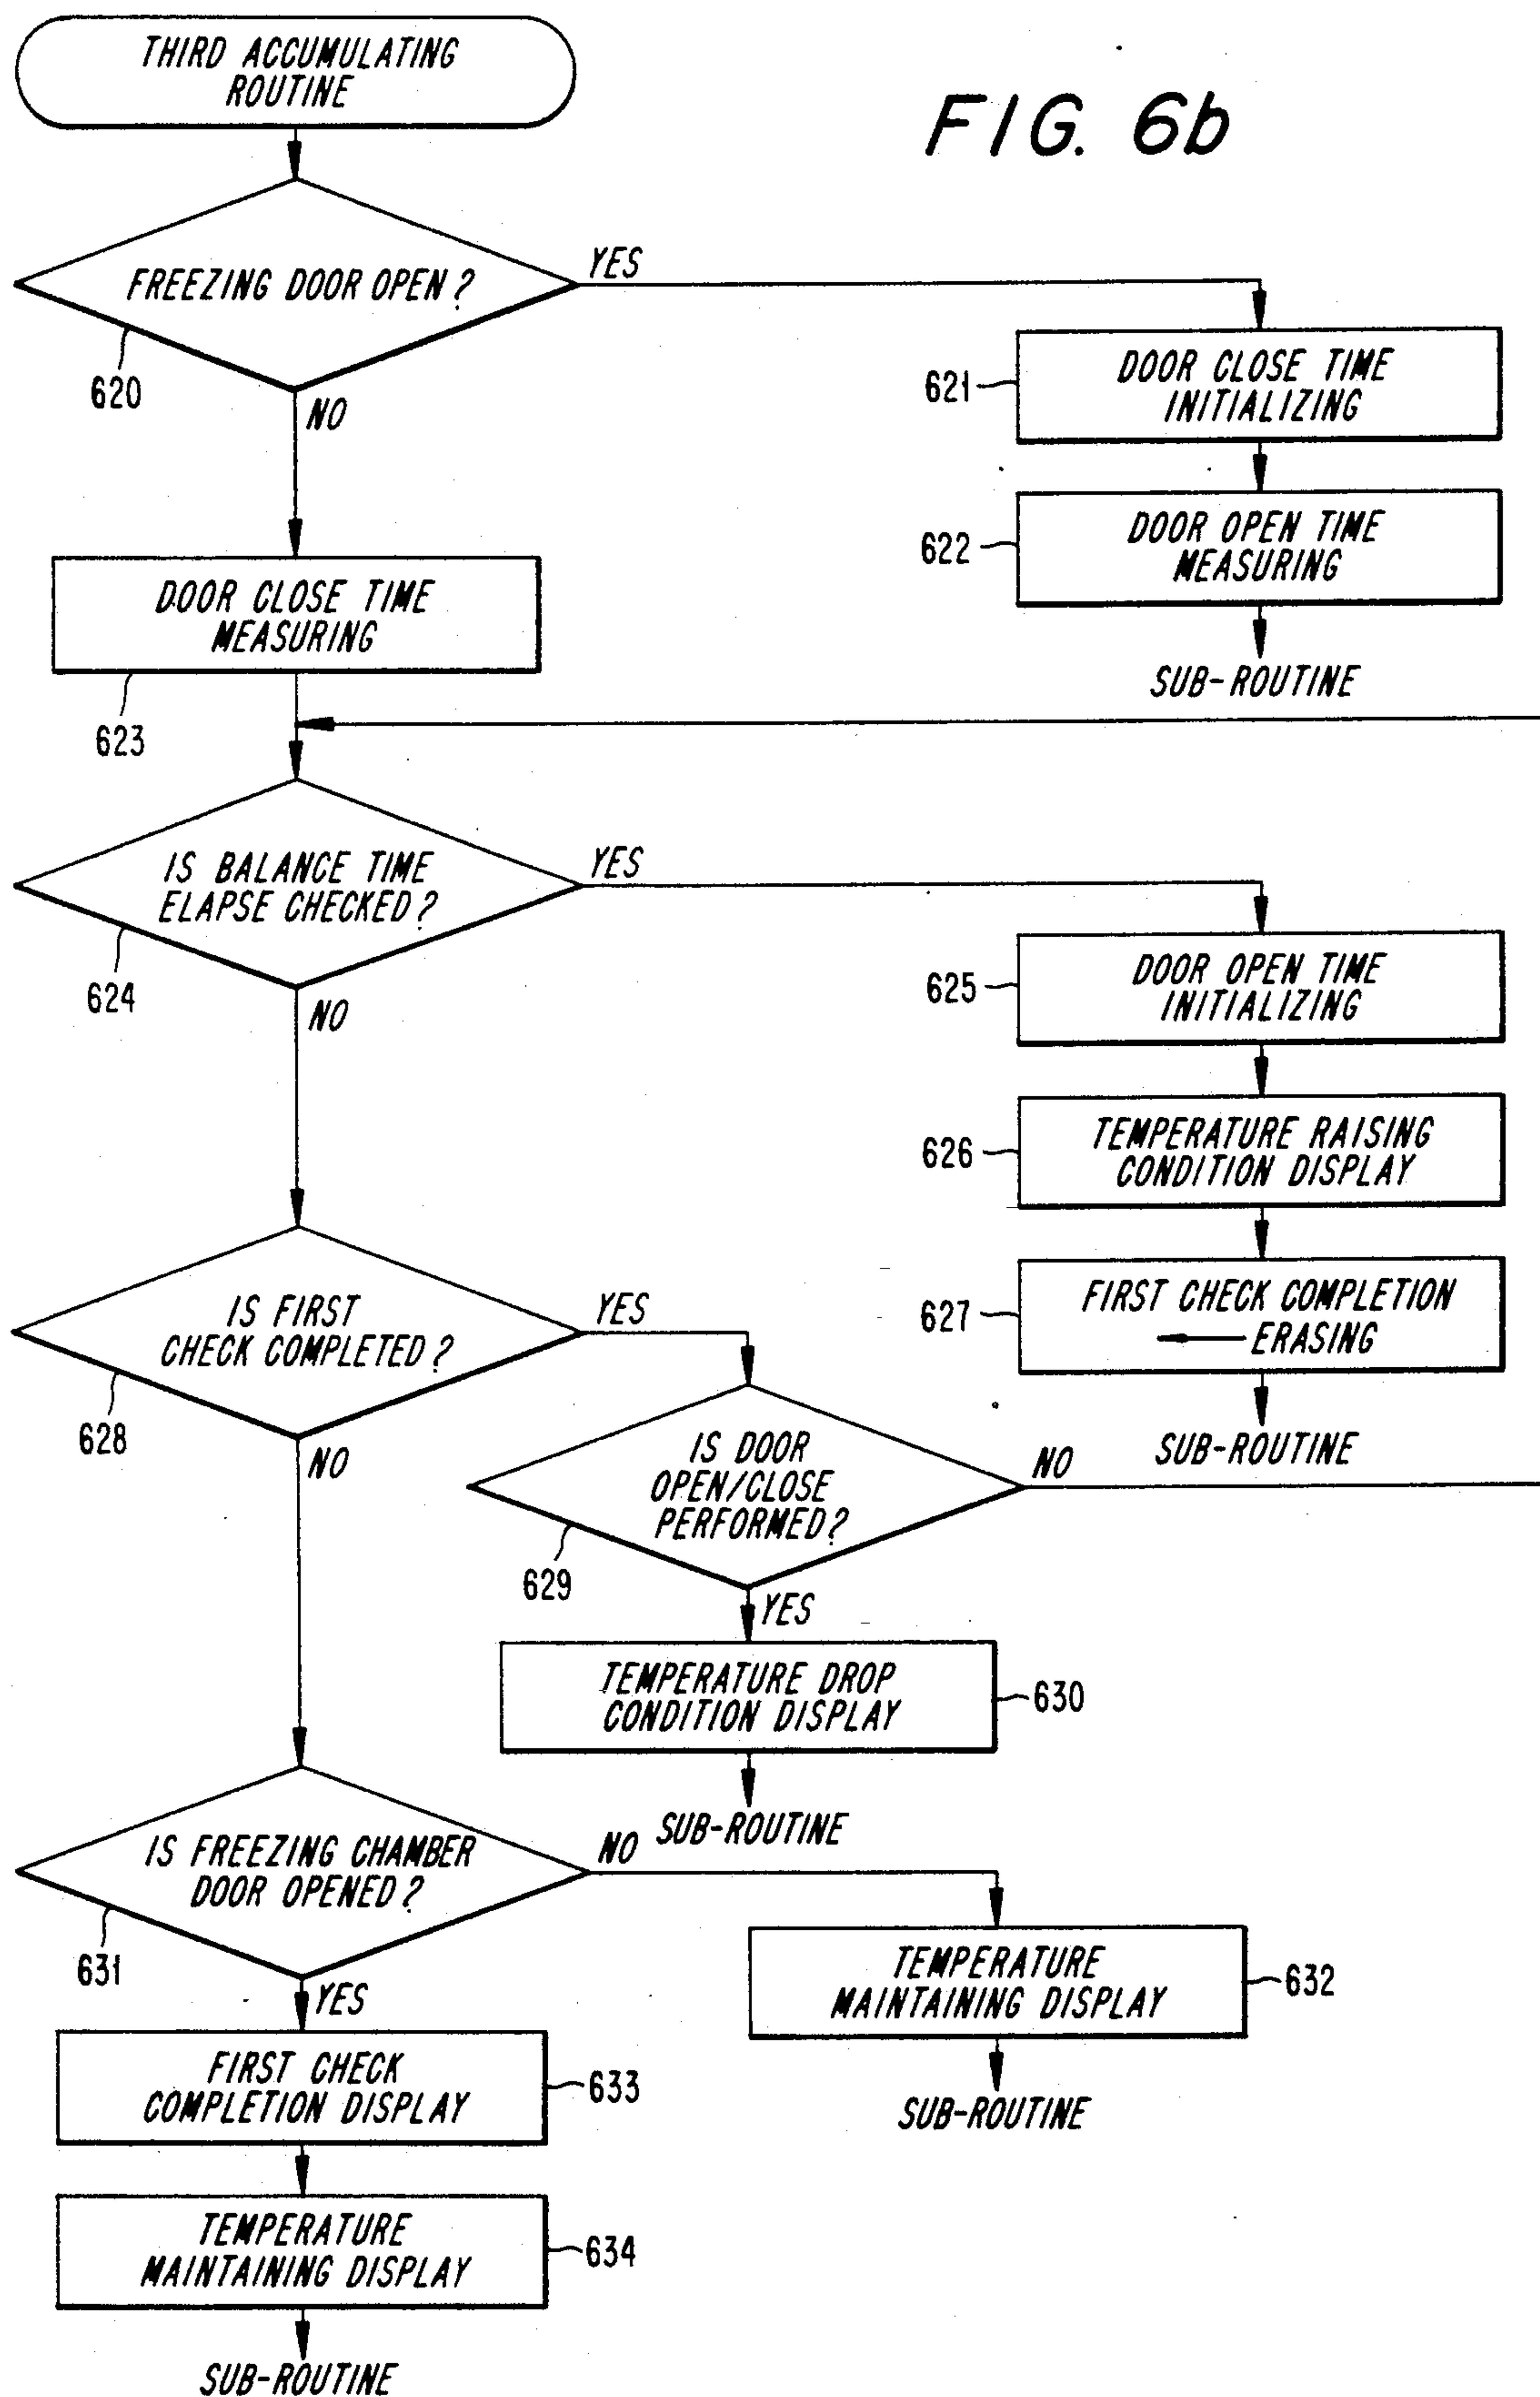 THIRD ACCUMULATING
ROUTINE
FIG. 6b
FREEZING DOOR OPEN?
YES
620
NO
621
DOOR CLOSE TIME
INITIALIZING
622
DOOR OPEN TIME
MEASURING
SUB-ROUTINE
DOOR CLOSE TIME
MEASURING
623
IS BALANCE TIME
ELAPSE CHECKED?
YES
624
NO
625
DOOR OPEN TIME
INITIALIZING
626
TEMPERATURE RAISING
CONDITION DISPLAY
627
FIRST CHECK COMPLETION
ERASING
SUB-ROUTINE
IS FIRST
CHECK COMPLETED?
YES
628
NO
IS DOOR
OPEN/CLOSE
PERFORMED?
NO
629
YES
TEMPERATURE DROP
CONDITION DISPLAY
630
SUB-ROUTINE
IS FREEZING CHAMBER
DOOR OPENED?
NO
631
YES
TEMPERATURE
MAINTAINING DISPLAY
632
SUB-ROUTINE
FIRST CHECK
COMPLETION DISPLAY
633
TEMPERATURE
MAINTAINING DISPLAY
634
SUB-ROUTINE